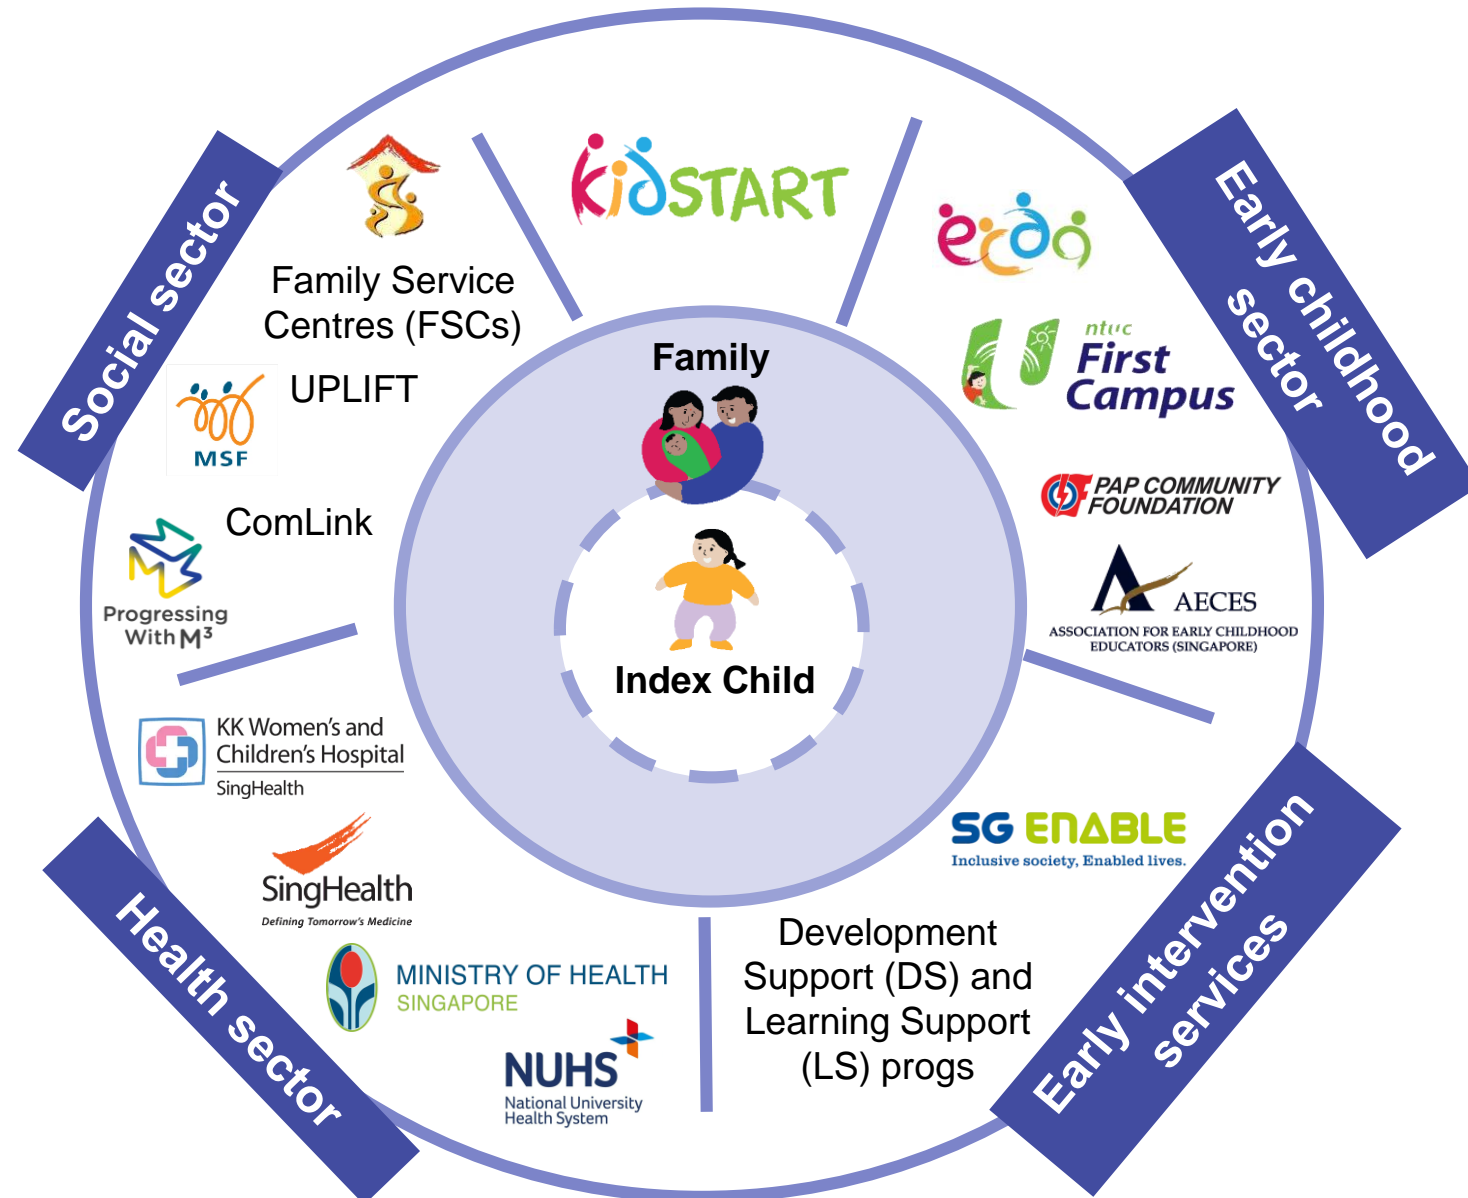 kidSTART
Social sector
Family Service
Centres (FSCs)
MSF
UPLIFT
ComLink
Progressing
With M³
Early childhood
sector
ecda
ntuc
First
Campus
PAP COMMUNITY
FOUNDATION
AECES
ASSOCIATION FOR EARLY CHILDHOOD
EDUCATORS (SINGAPORE)
Family
Index Child
KK Women's and
Children's Hospital
SingHealth
SingHealth
Defining Tomorrow's Medicine
MINISTRY OF HEALTH
SINGAPORE
NUHS
National University
Health System
Health sector
SG ENABLE
Inclusive society, Enabled lives.
Development
Support (DS) and
Learning Support
(LS) progs
Early intervention
services